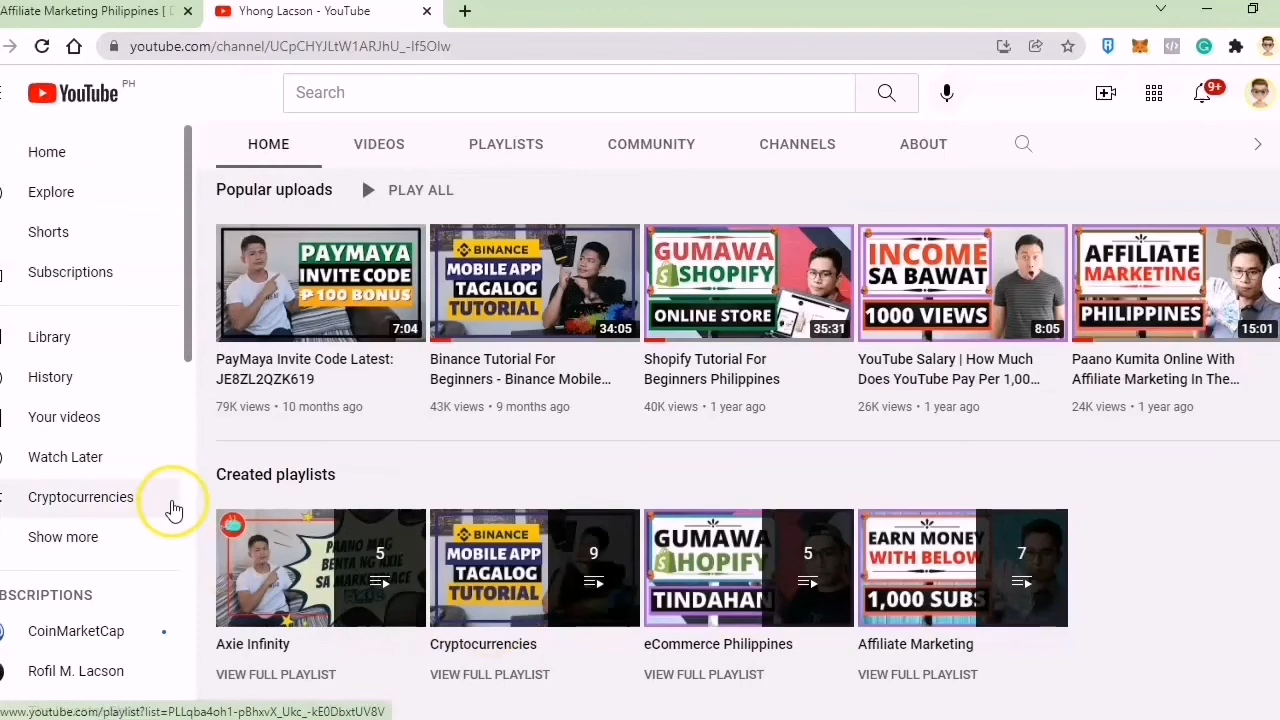 Affiliate Marketing Philippines [
Yhong Lacson - YouTube
youtube.com/channel/UCpCHYJLtW1ARJhU_-If5OIw
YouTube PH
Search
9+
Home
Explore
Shorts
Subscriptions
Library
History
Your videos
Watch Later
Cryptocurrencies
Show more
BSCRIPTIONS
CoinMarketCap
Rofil M. Lacson
HOME VIDEOS PLAYLISTS COMMUNITY CHANNELS ABOUT
Popular uploads PLAY ALL
PAYMAYA
INVITE CODE
₱ 100 BONUS
7:04
PayMaya Invite Code Latest:
JE8ZL2QZK619
79K views • 10 months ago
BINANCE
MOBILE APP
TAGALOG
TUTORIAL
34:05
Binance Tutorial For
Beginners - Binance Mobile...
43K views • 9 months ago
GUMAWA
SHOPIFY
ONLINE STORE
35:31
Shopify Tutorial For
Beginners Philippines
40K views • 1 year ago
INCOME
SA BAWAT
1000 VIEWS
8:05
YouTube Salary | How Much
Does YouTube Pay Per 1,00...
26K views • 1 year ago
AFFILIATE
MARKETING
PHILIPPINES
15:01
Paano Kumita Online With
Affiliate Marketing In The...
24K views • 1 year ago
Created playlists
PAANO MAG
BENTA NG AXIE
SA MARKETPLACE
5
Axie Infinity
VIEW FULL PLAYLIST
BINANCE
MOBILE APP
TAGALOG
TUTORIAL
9
Cryptocurrencies
VIEW FULL PLAYLIST
GUMAWA
SHOPIFY
TINDAHAN
5
eCommerce Philippines
VIEW FULL PLAYLIST
EARN MONEY
WITH BELOW
1,000 SUBS
7
Affiliate Marketing
VIEW FULL PLAYLIST
www.youtube.com/playlist?list=PLLqba4oh1-pBhxvX_Ukc_-kE0DbxtUV8V